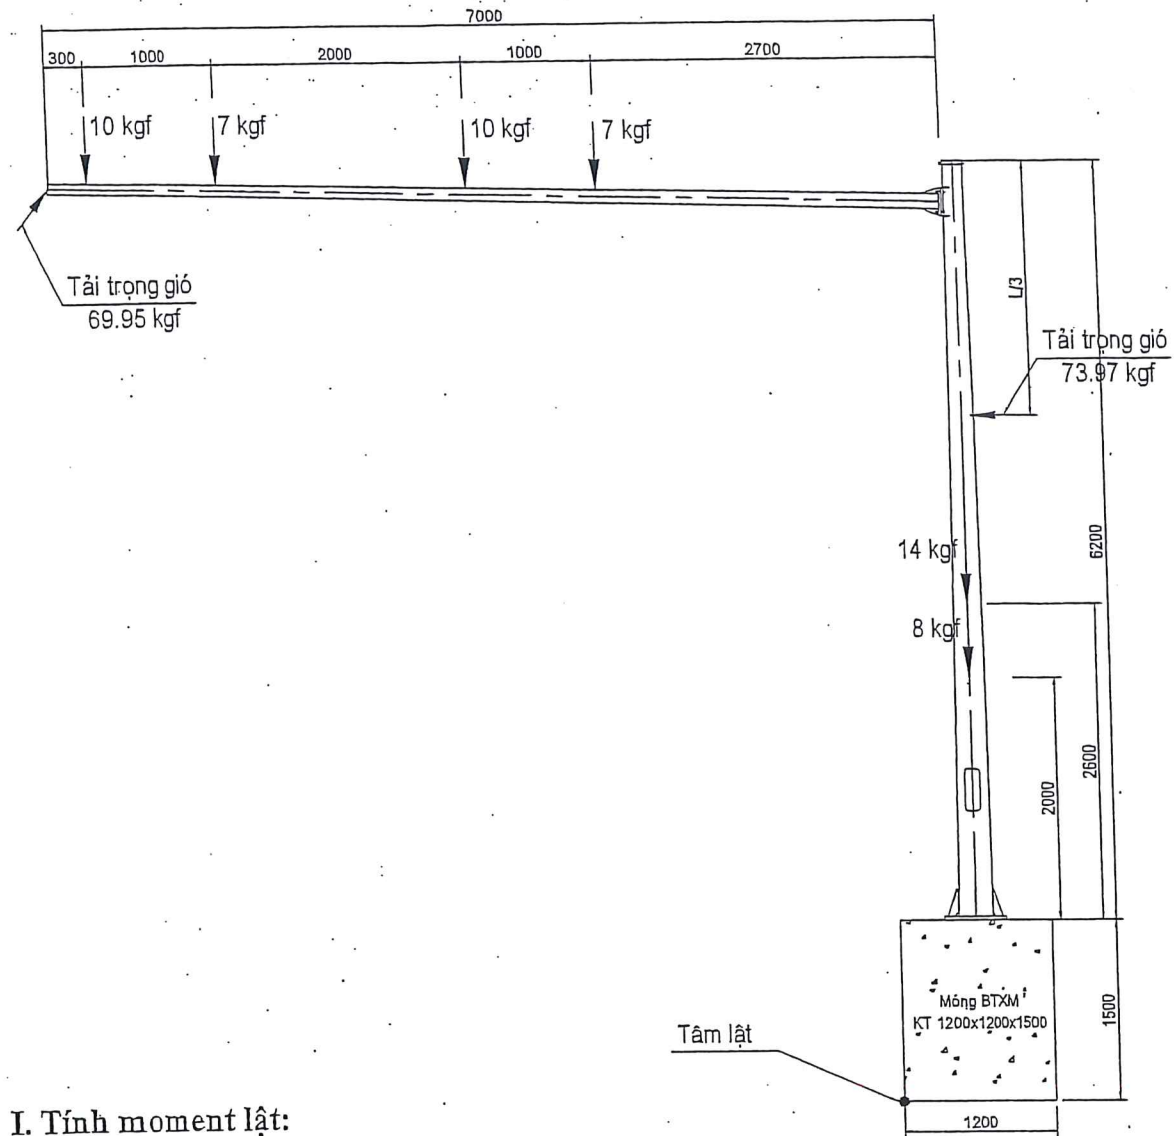 7000
300 1000 2000 1000 2700
10 kgf 7 kgf 10 kgf 7 kgf
Tải trọng gió
69.95 kgf
L/3
Tải trọng gió
73.97 kgf
6200
14 kgf
8 kgf
2600
2000
Móng BTXM
KT 1200x1200x1500
1500
Tâm lật
1200
I. Tính moment lật: